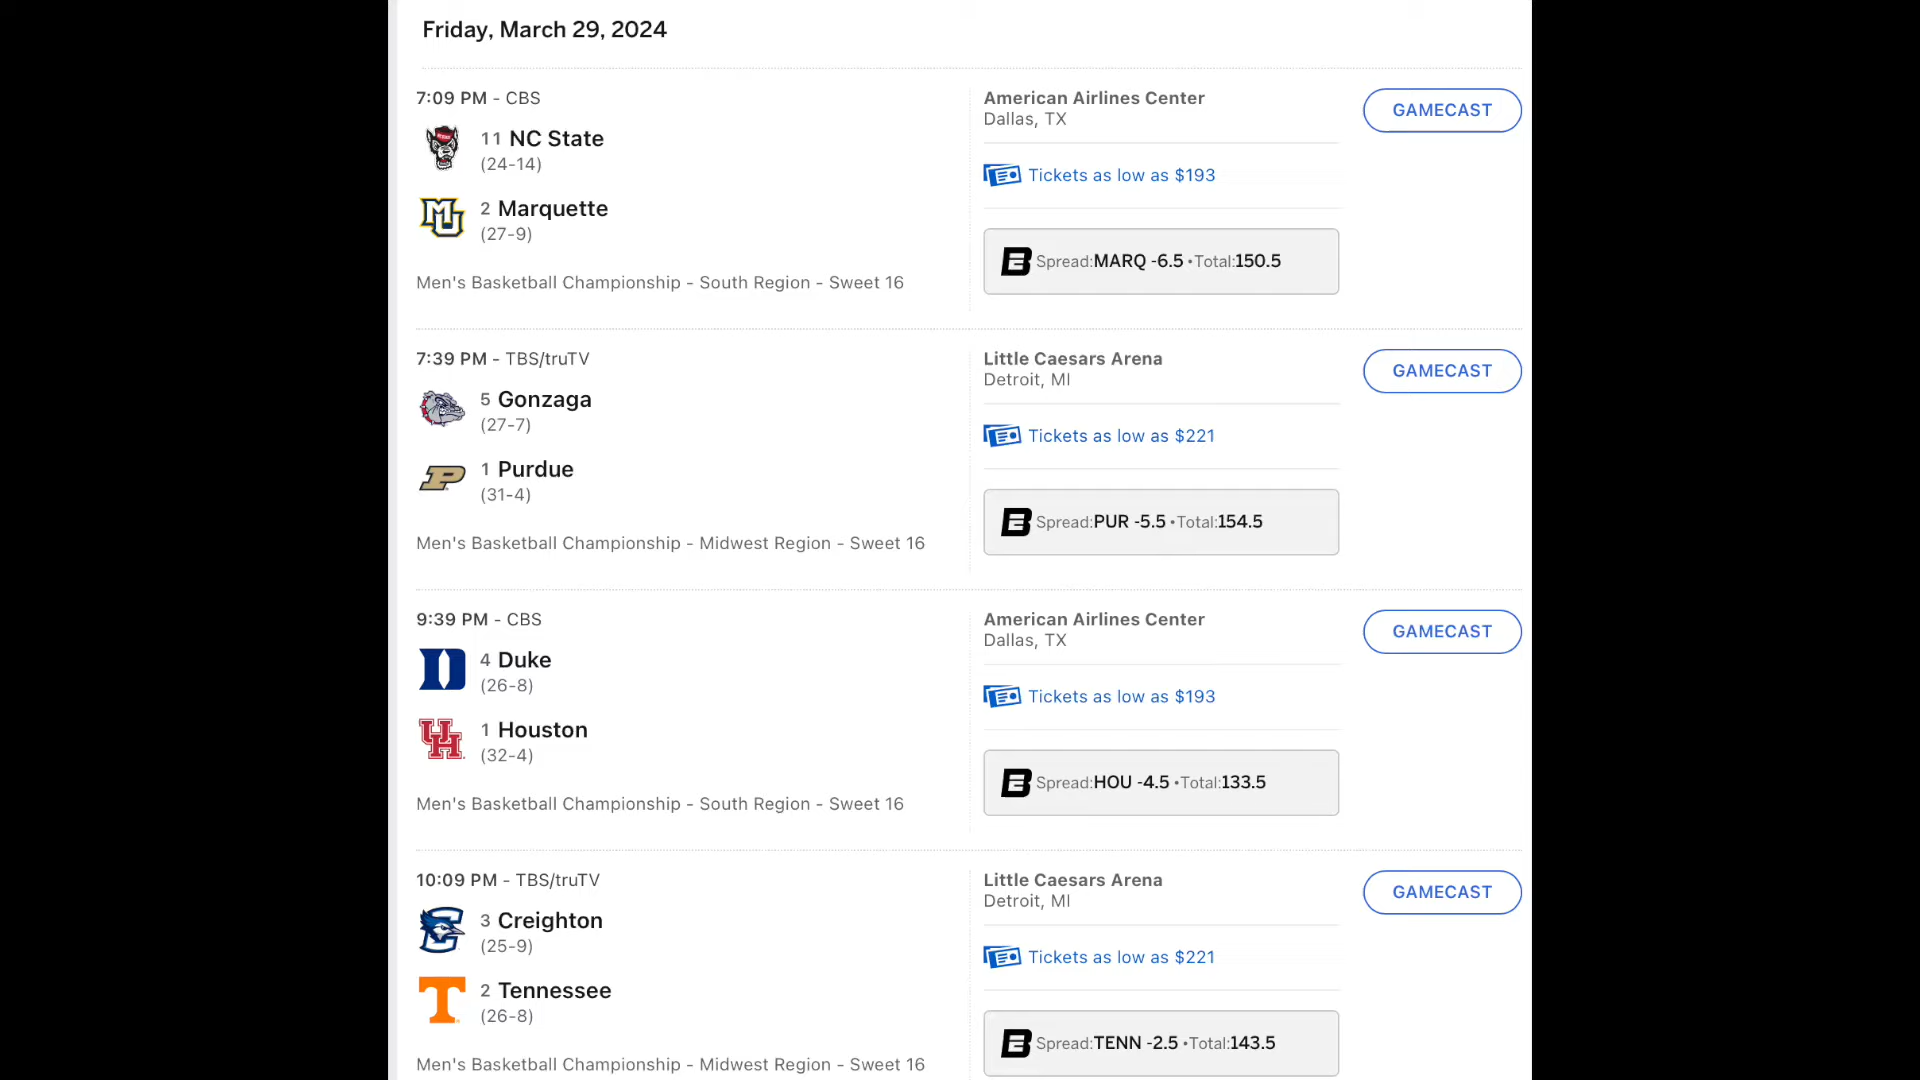 Friday, March 29, 2024
7:09 PM - CBS
11 NC State
(24-14)
2 Marquette
(27-9)
Men's Basketball Championship - South Region - Sweet 16
American Airlines Center
Dallas, TX
Tickets as low as $193
Spread:MARQ -6.5 •Total:150.5
GAMECAST
7:39 PM - TBS/truTV
5 Gonzaga
(27-7)
1 Purdue
(31-4)
Men's Basketball Championship - Midwest Region - Sweet 16
Little Caesars Arena
Detroit, MI
Tickets as low as $221
Spread:PUR -5.5 •Total:154.5
GAMECAST
9:39 PM - CBS
4 Duke
(26-8)
1 Houston
(32-4)
Men's Basketball Championship - South Region - Sweet 16
American Airlines Center
Dallas, TX
Tickets as low as $193
Spread:HOU -4.5 •Total:133.5
GAMECAST
10:09 PM - TBS/truTV
3 Creighton
(25-9)
2 Tennessee
(26-8)
Men's Basketball Championship - Midwest Region - Sweet 16
Little Caesars Arena
Detroit, MI
Tickets as low as $221
Spread:TENN -2.5 •Total:143.5
GAMECAST